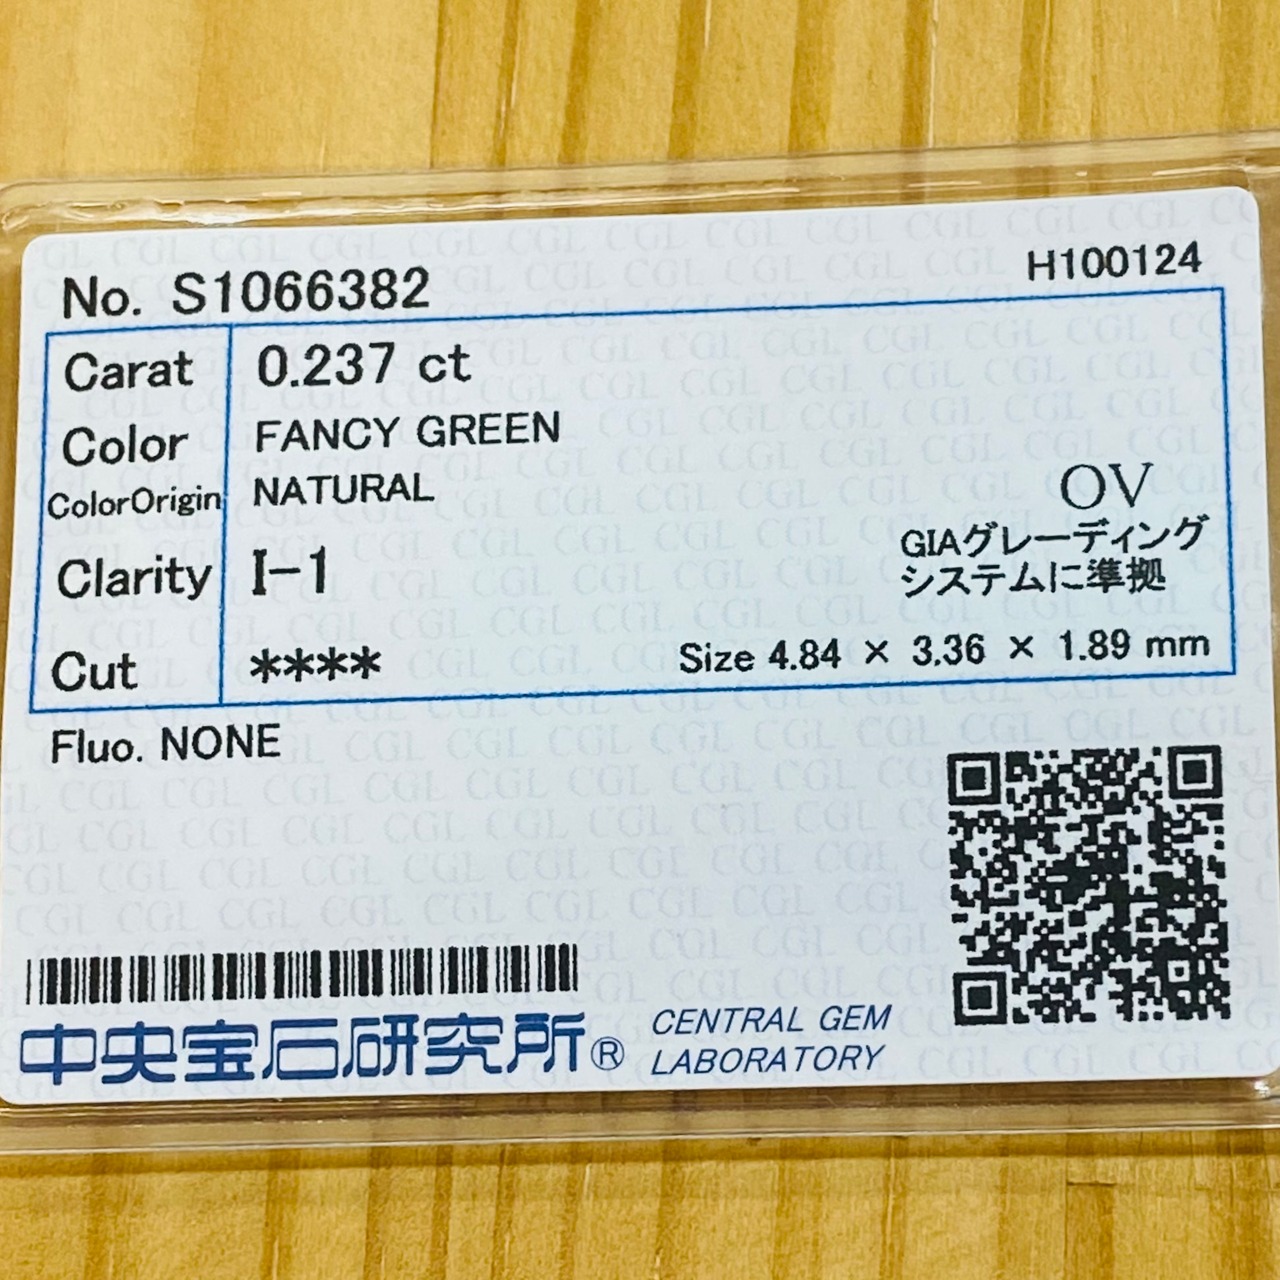 No. S1066382
H100124
Carat 0.237 ct
Color FANCY GREEN
ColorOrigin NATURAL
OV
GIAグレーディング
システムに準拠
Clarity I-1
Cut ****
Size 4.84 × 3.36 × 1.89 mm
Fluo. NONE
中央宝石研究所®
CENTRAL GEM
LABORATORY